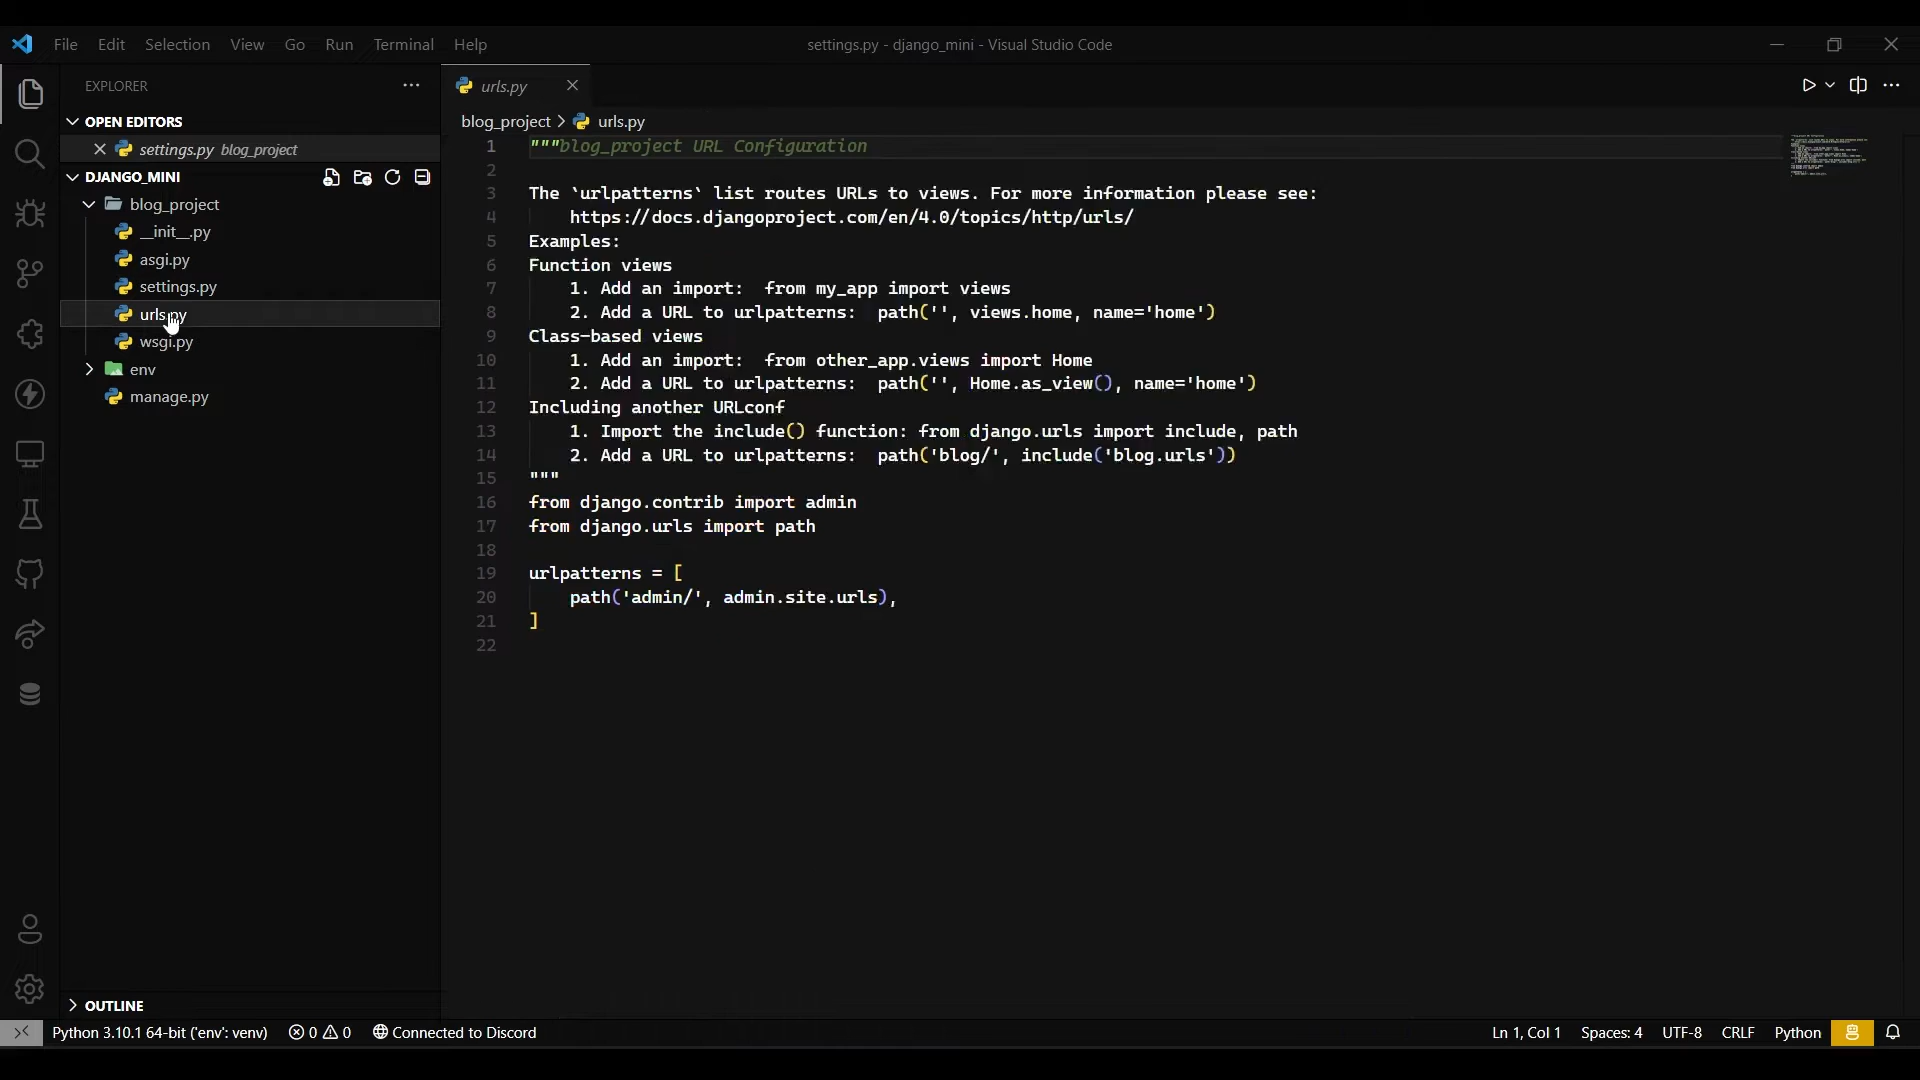 File Edit Selection View Go Run Terminal Help
settings.py - django_mini - Visual Studio Code
EXPLORER
OPEN EDITORS
settings.py blog_project
DJANGO_MINI
blog_project
__init__.py
asgi.py
settings.py
urls.py
wsgi.py
env
manage.py
OUTLINE
urls.py
blog_project > urls.py
1 """blog_project URL Configuration
2
3 The `urlpatterns` list routes URLs to views. For more information please see:
4     https://docs.djangoproject.com/en/4.0/topics/http/urls/
5 Examples:
6 Function views
7     1. Add an import:  from my_app import views
8     2. Add a URL to urlpatterns:  path('', views.home, name='home')
9 Class-based views
10     1. Add an import:  from other_app.views import Home
11     2. Add a URL to urlpatterns:  path('', Home.as_view(), name='home')
12 Including another URLconf
13     1. Import the include() function: from django.urls import include, path
14     2. Add a URL to urlpatterns:  path('blog/', include('blog.urls'))
15 """
16 from django.contrib import admin
17 from django.urls import path
18
19 urlpatterns = [
20     path('admin/', admin.site.urls),
21 ]
22
Python 3.10.1 64-bit ('env': venv) 0 0 Connected to Discord
Ln 1, Col 1 Spaces: 4 UTF-8 CRLF Python